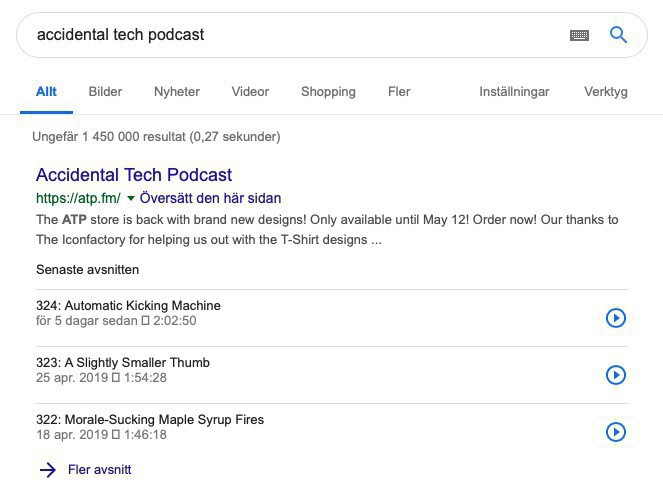 accidental tech podcast
Allt Bilder Nyheter Videor Shopping Fler Inställningar Verktyg
Ungefär 1 450 000 resultat (0,27 sekunder)
Accidental Tech Podcast
https://atp.fm/ ▼ Översätt den här sidan
The ATP store is back with brand new designs! Only available until May 12! Order now! Our thanks to
The Iconfactory for helping us out with the T-Shirt designs ...
Senaste avsnitten
324: Automatic Kicking Machine
för 5 dagar sedan ▯ 2:02:50
323: A Slightly Smaller Thumb
25 apr. 2019 ▯ 1:54:28
322: Morale-Sucking Maple Syrup Fires
18 apr. 2019 ▯ 1:46:18
Fler avsnitt